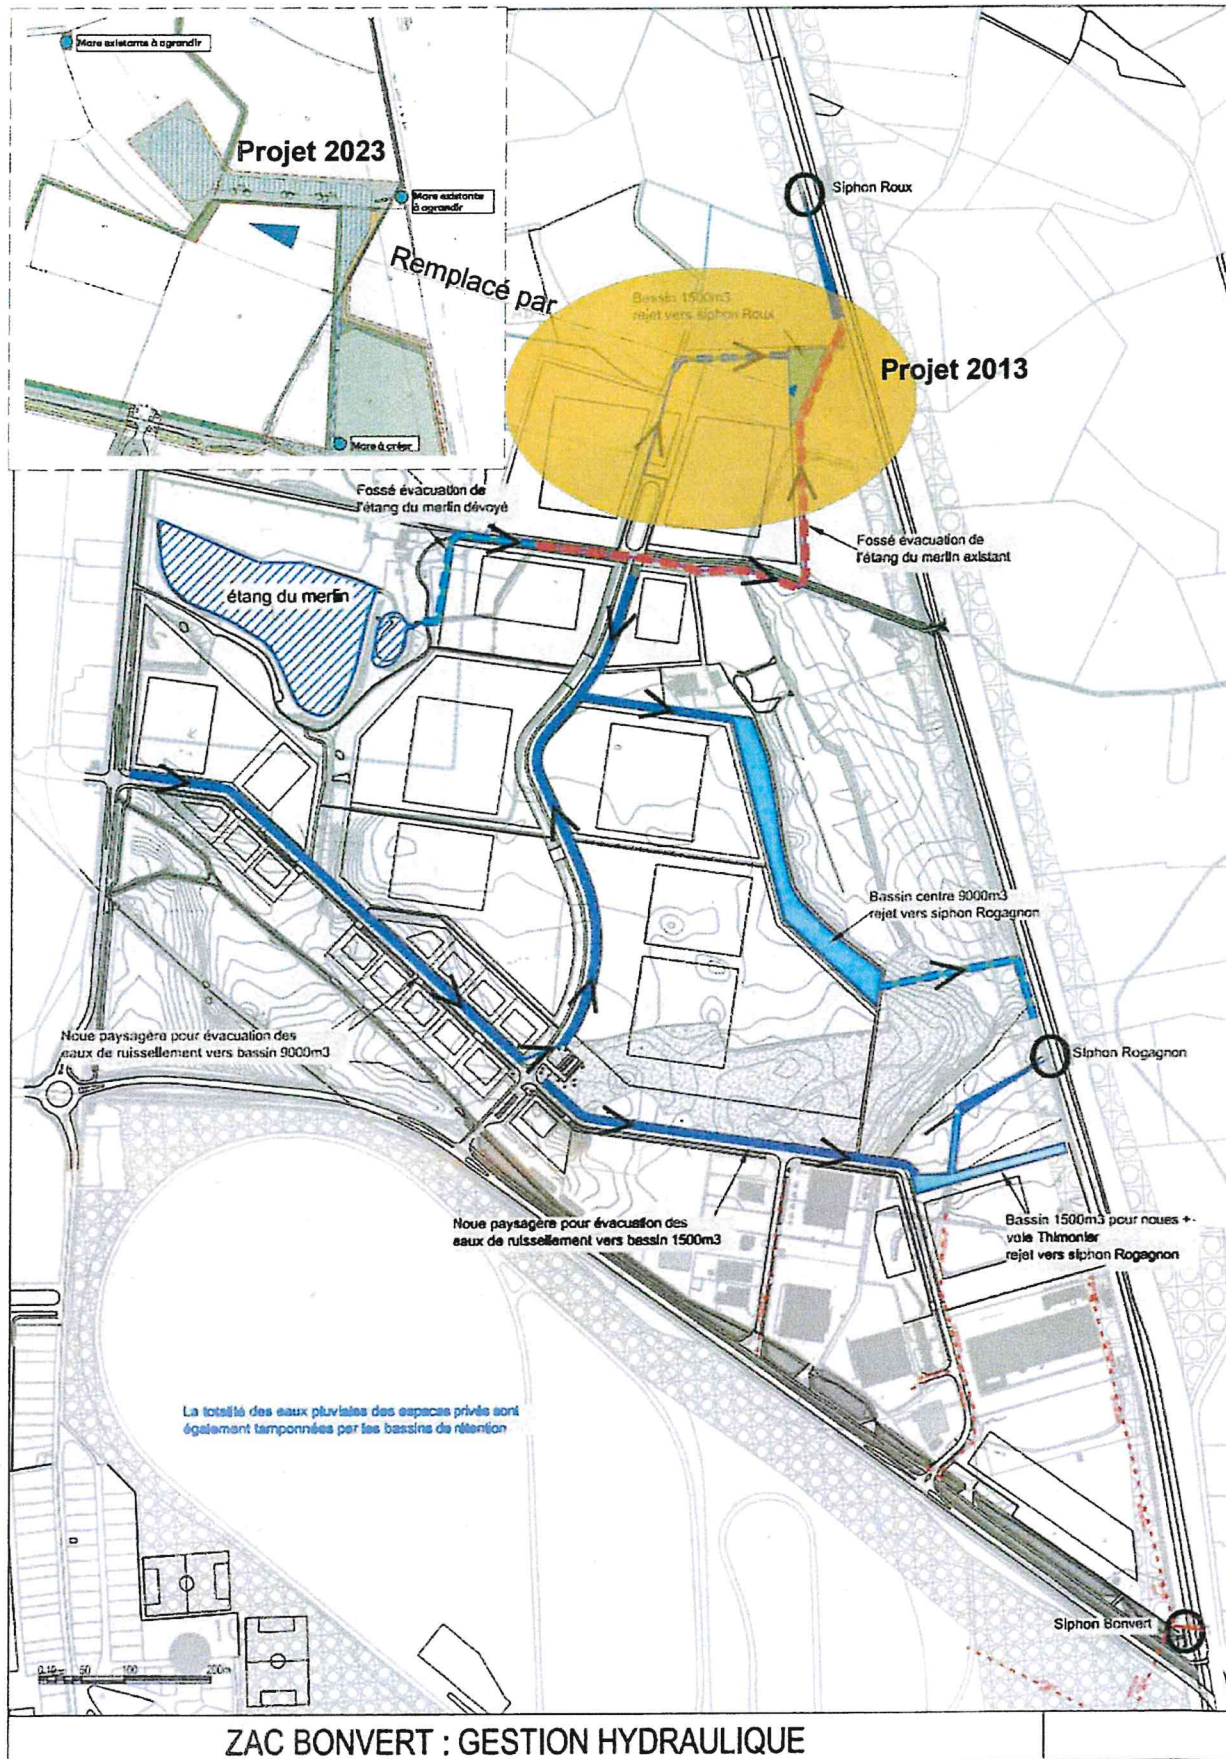 Mare existante à agrandir
Projet 2023
Mare existante
à agrandir
Mare à créer
Remplacé par
Siphon Roux
Bassin 1500m3
rejet vers siphon Roux
Projet 2013
Fossé évacuation de
l'étang du merlin dévoyé
Fossé évacuation de
l'étang du merlin existant
étang du merlin
Bassin centre 9000m3
rejet vers siphon Rogagnon
Noue paysagère pour évacuation des
eaux de ruissellement vers bassin 9000m3
Siphon Rogagnon
Noue paysagère pour évacuation des
eaux de ruissellement vers bassin 1500m3
Bassin 1500m3 pour noues +
voie Thimonier
rejet vers siphon Rogagnon
La totalité des eaux pluviales des espaces privés sont
également tamponnées par les bassins de rétention
Siphon Bonvert
50 100 200m
ZAC BONVERT : GESTION HYDRAULIQUE